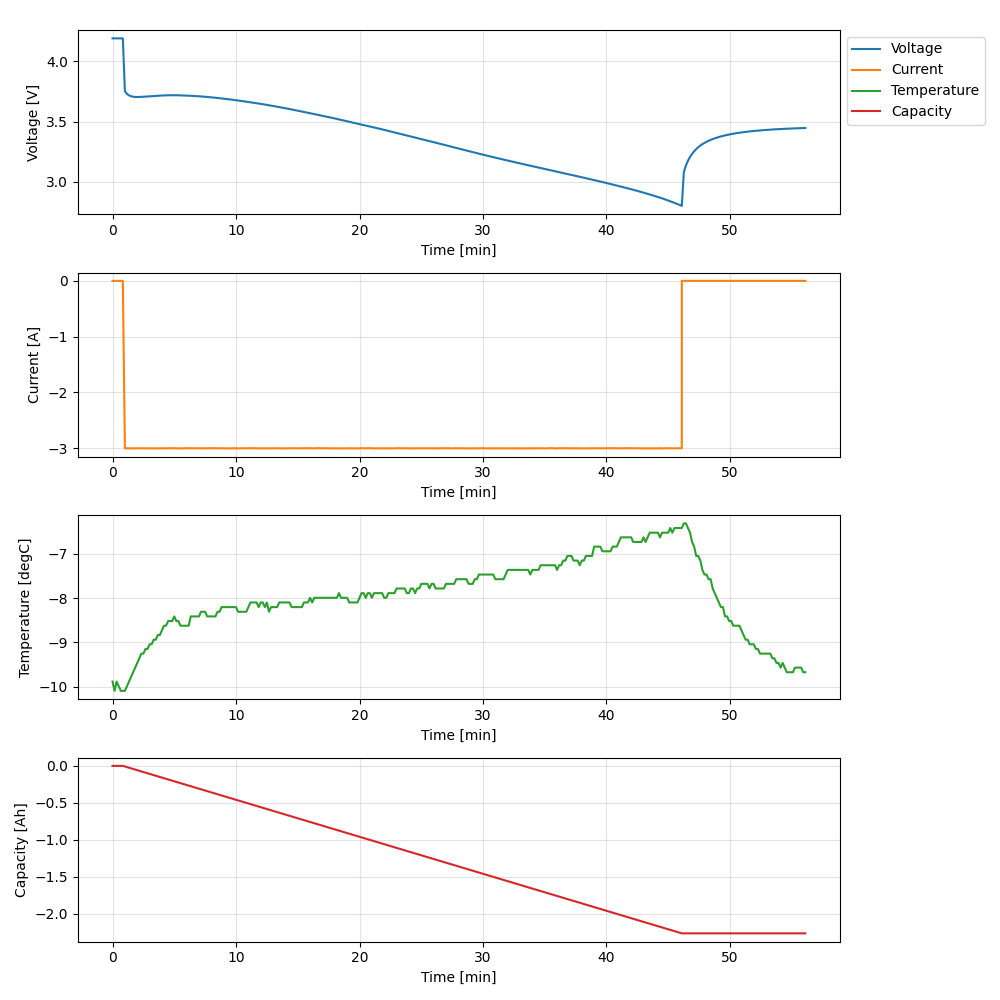 4.0
3.5
3.0
Voltage [V]
0 10 20 30 40 50
Time [min]
Voltage
Current
Temperature
Capacity
0
−1
−2
−3
Current [A]
0 10 20 30 40 50
Time [min]
−7
−8
−9
−10
Temperature [degC]
0 10 20 30 40 50
Time [min]
0.0
−0.5
−1.0
−1.5
−2.0
Capacity [Ah]
0 10 20 30 40 50
Time [min]